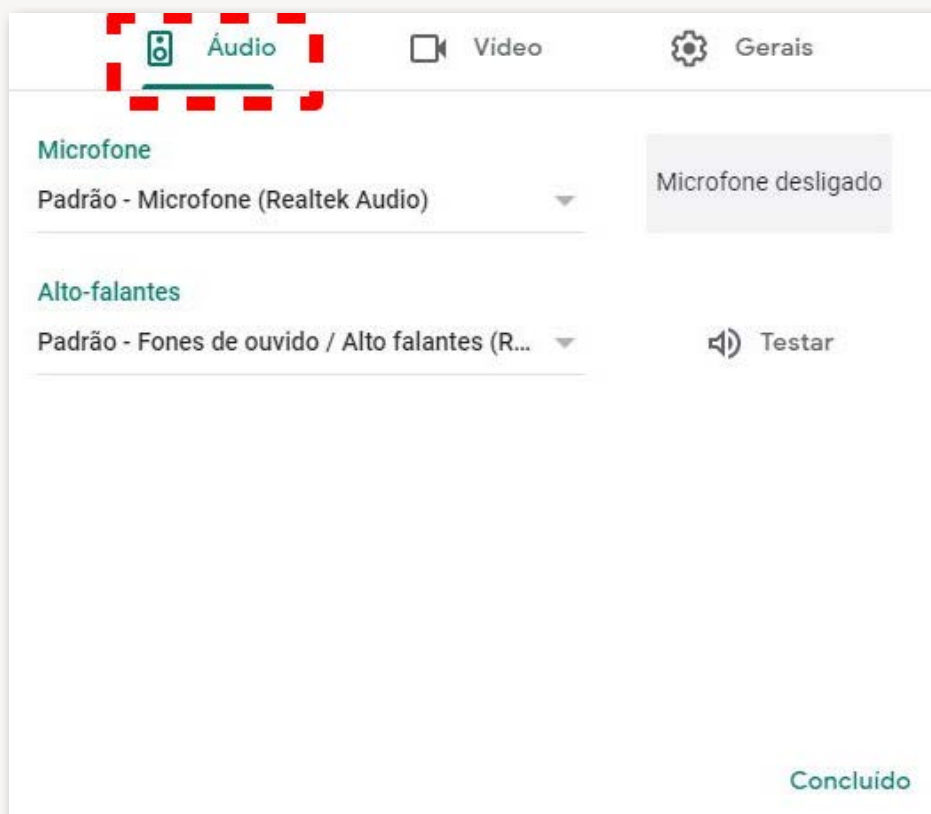 Áudio Vídeo Gerais
Microfone
Padrão - Microfone (Realtek Audio)
Microfone desligado
Alto-falantes
Padrão - Fones de ouvido / Alto falantes (R...
Testar
Concluído